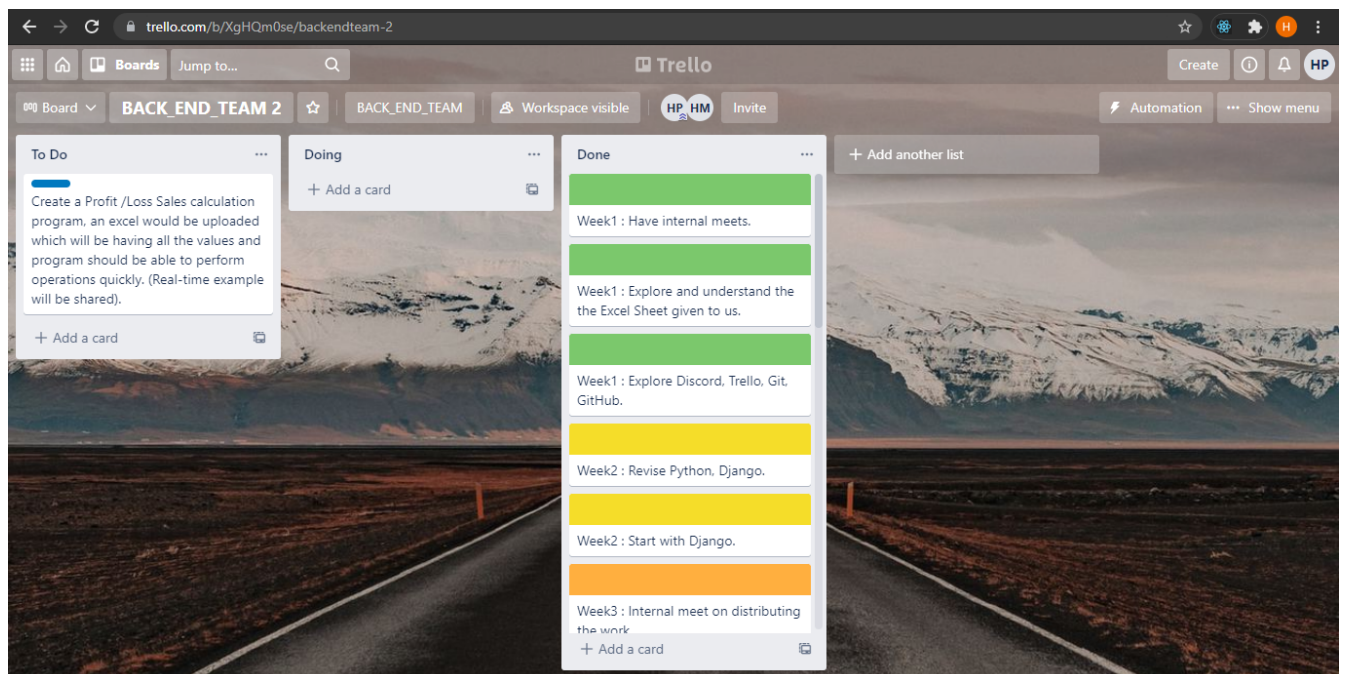 trello.com/b/XgHQm0se/backendteam-2
H
Boards
Jump to...
Trello
Create
HP
Board
BACK_END_TEAM 2
BACK_END_TEAM
Workspace visible
HP HM
Invite
Automation
Show menu
To Do
Create a Profit /Loss Sales calculation
program, an excel would be uploaded
which will be having all the values and
program should be able to perform
operations quickly. (Real-time example
will be shared).
+ Add a card
Doing
+ Add a card
Done
Week1 : Have internal meets.
Week1 : Explore and understand the
the Excel Sheet given to us.
Week1 : Explore Discord, Trello, Git,
GitHub.
Week2 : Revise Python, Django.
Week2 : Start with Django.
Week3 : Internal meet on distributing
the work
+ Add a card
+ Add another list